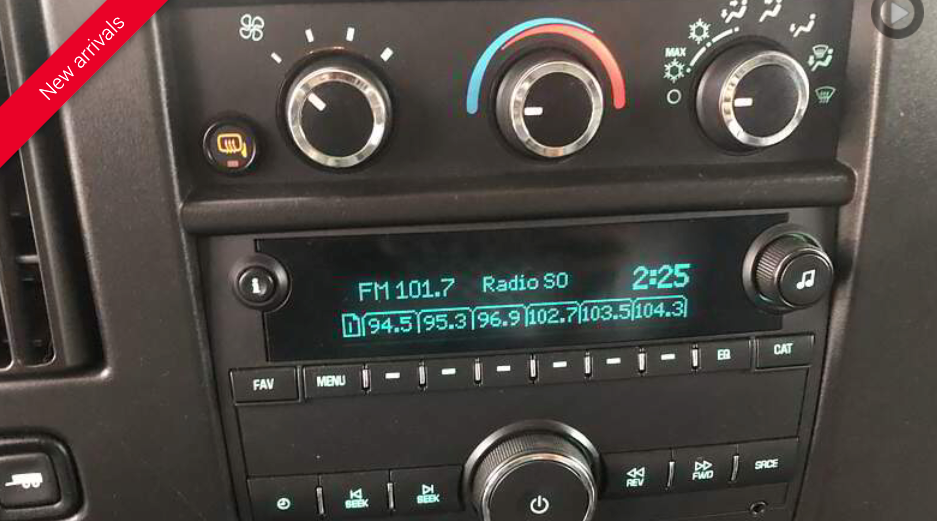 New arrivals
MAX
FM 101.7 Radio SO 2:25
1 94.5 95.3 96.9 102.7 103.5 104.3
FAV MENU EQ CAT
SEEK SEEK REV FWD SRCE